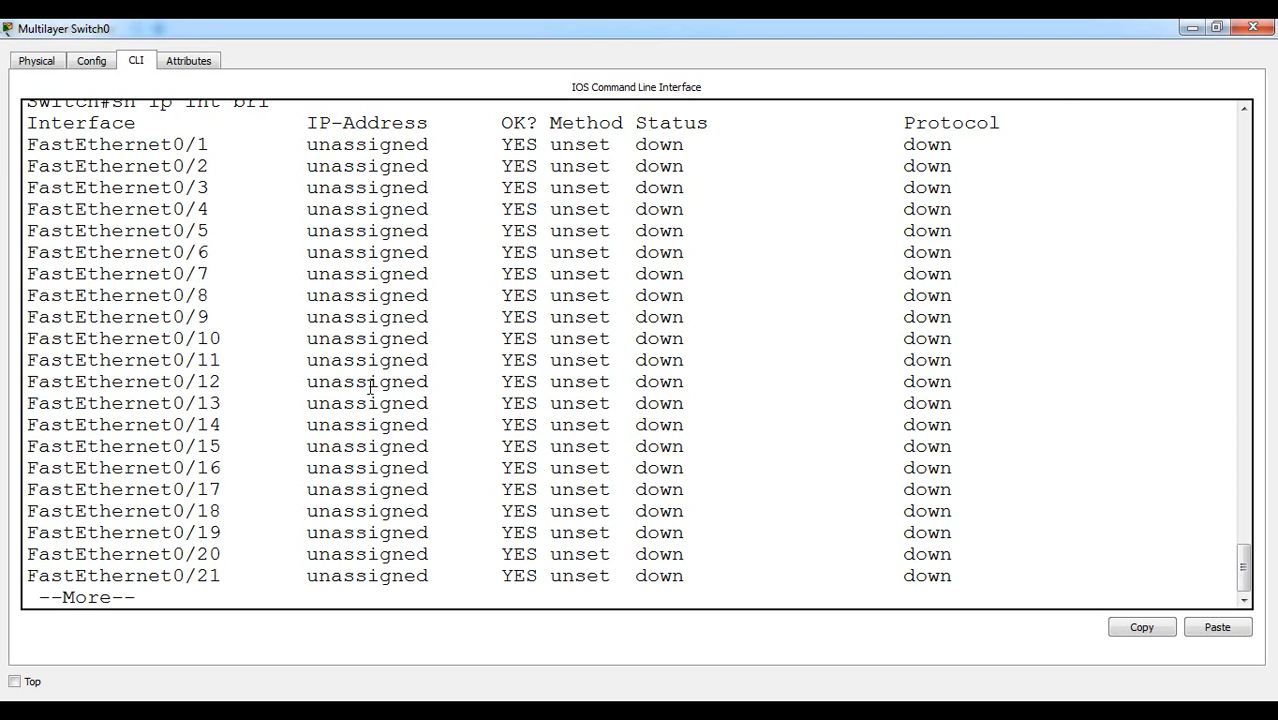 Multilayer Switch0
Physical Config CLI Attributes
IOS Command Line Interface
Switch#sh ip int bri
Interface IP-Address OK? Method Status Protocol
FastEthernet0/1 unassigned YES unset down down
FastEthernet0/2 unassigned YES unset down down
FastEthernet0/3 unassigned YES unset down down
FastEthernet0/4 unassigned YES unset down down
FastEthernet0/5 unassigned YES unset down down
FastEthernet0/6 unassigned YES unset down down
FastEthernet0/7 unassigned YES unset down down
FastEthernet0/8 unassigned YES unset down down
FastEthernet0/9 unassigned YES unset down down
FastEthernet0/10 unassigned YES unset down down
FastEthernet0/11 unassigned YES unset down down
FastEthernet0/12 unassigned YES unset down down
FastEthernet0/13 unassigned YES unset down down
FastEthernet0/14 unassigned YES unset down down
FastEthernet0/15 unassigned YES unset down down
FastEthernet0/16 unassigned YES unset down down
FastEthernet0/17 unassigned YES unset down down
FastEthernet0/18 unassigned YES unset down down
FastEthernet0/19 unassigned YES unset down down
FastEthernet0/20 unassigned YES unset down down
FastEthernet0/21 unassigned YES unset down down
--More--
Copy Paste
Top